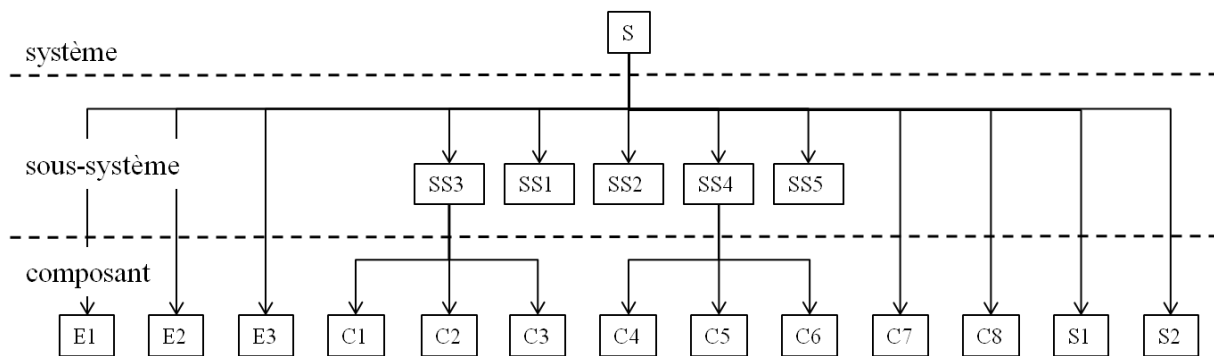 S
système
sous-système
SS3 SS1 SS2 SS4 SS5
composant
E1 E2 E3 C1 C2 C3 C4 C5 C6 C7 C8 S1 S2